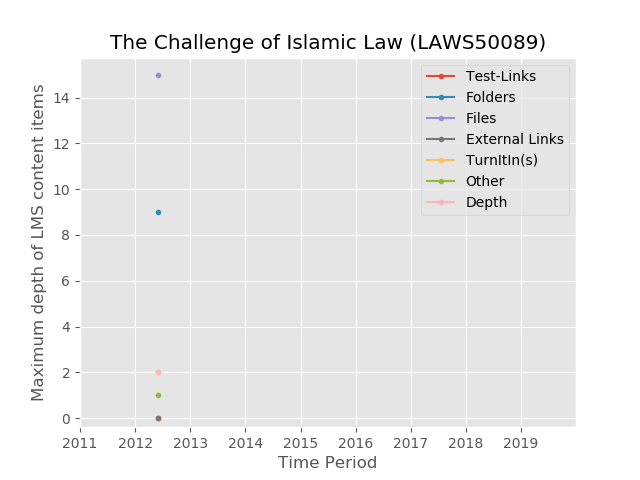 The Challenge of Islamic Law (LAWS50089)
Maximum depth of LMS content items
14
12
10
8
6
4
2
0
Test-Links
Folders
Files
External Links
TurnItIn(s)
Other
Depth
2011 2012 2013 2014 2015 2016 2017 2018 2019
Time Period